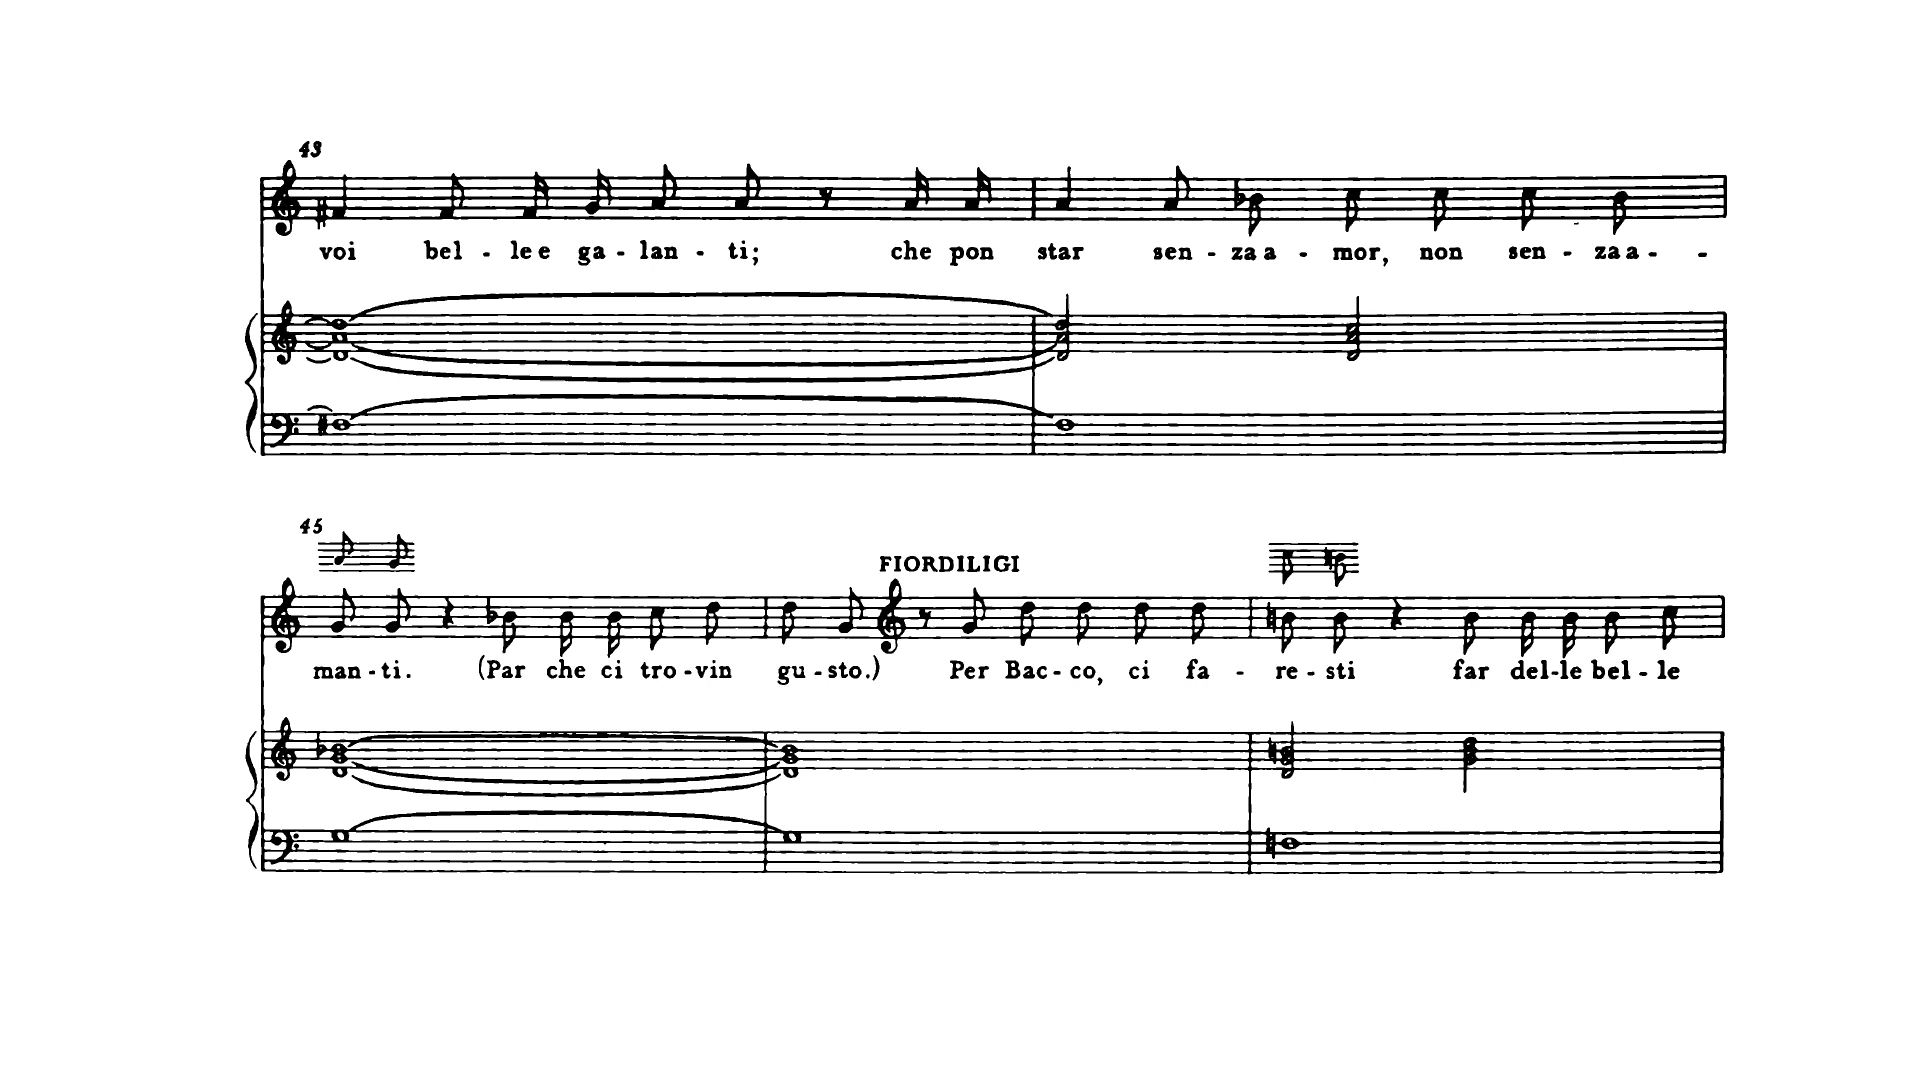 43
voi bel - le e ga - lan - ti; che pon star sen - za a - mor, non sen - za a - -
45
FIORDILIGI
man - ti. (Par che ci tro - vin gu - sto.) Per Bac - co, ci fa - re - sti far del - le bel - le